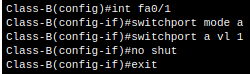 Class-B(config)#int fa0/1
Class-B(config-if)#switchport mode a
Class-B(config-if)#switchport a vl 1
Class-B(config-if)#no shut
Class-B(config-if)#exit